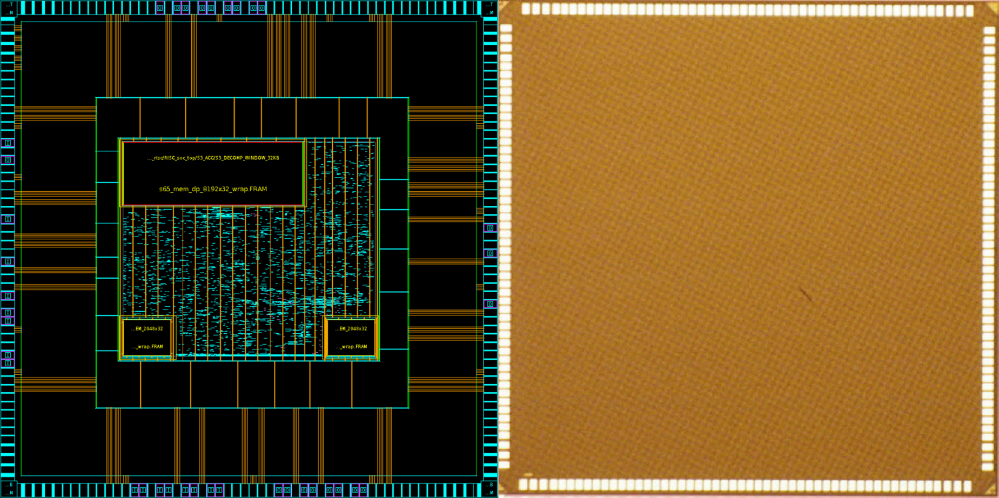 ...T ...T
...M ...M
O O O O O O O O O
..._risc/RISC_soc_top/S3_ACC/S3_DECOMP_WINDOW_32KB
s65_mem_dp_8192x32_wrap.FRAM
I
O
I
I
I
I
I
I
I
O
O
O
...EM_2048x32 ...EM_2048x32
..._wrap.FRAM ..._wrap.FRAM
...B ...B
...M I I I I I I I I O O O O O O O O ...M